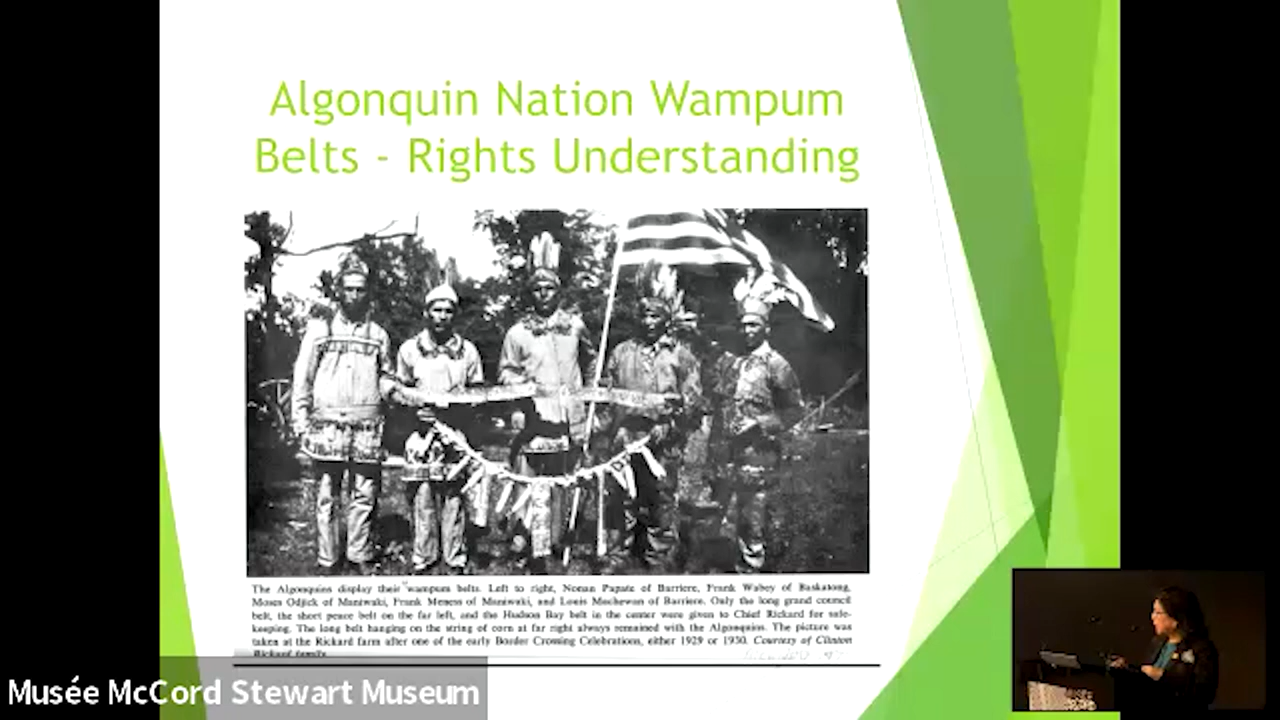 Algonquin Nation Wampum
Belts - Rights Understanding
The Algonquins display their wampum belts. Left to right, Nonan Papate of Barriere, Frank Wabey of Baskatong,
Moses Odjick of Maniwaki, Frank Meness of Maniwaki, and Louis Mochewan of Barriere. Only the long grand council
belt, the short peace belt on the far left, and the Hudson Bay belt in the center were given to Chief Rickard for safe-
keeping. The long belt hanging on the string of corn at far right always remained with the Algonquins. The picture was
taken at the Rickard farm after one of the early Border Crossing Celebrations, either 1929 or 1930. Courtesy of Clinton
Rickard family.
Musée McCord Stewart Museum